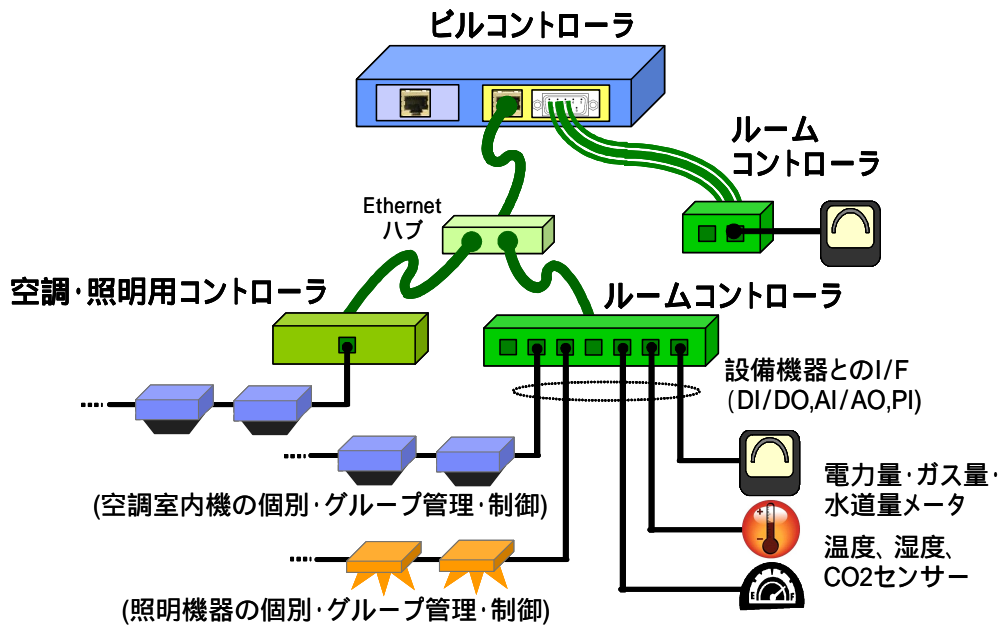 ビルコントローラ
ルーム
コントローラ
Ethernet
ハブ
空調･照明用コントローラ
ルームコントローラ
設備機器とのI/F
(DI/DO,AI/AO,PI)
(空調室内機の個別･グループ管理･制御)
電力量･ガス量･
水道量メータ
温度、湿度、
CO2センサー
(照明機器の個別･グループ管理･制御)
+
-
E F